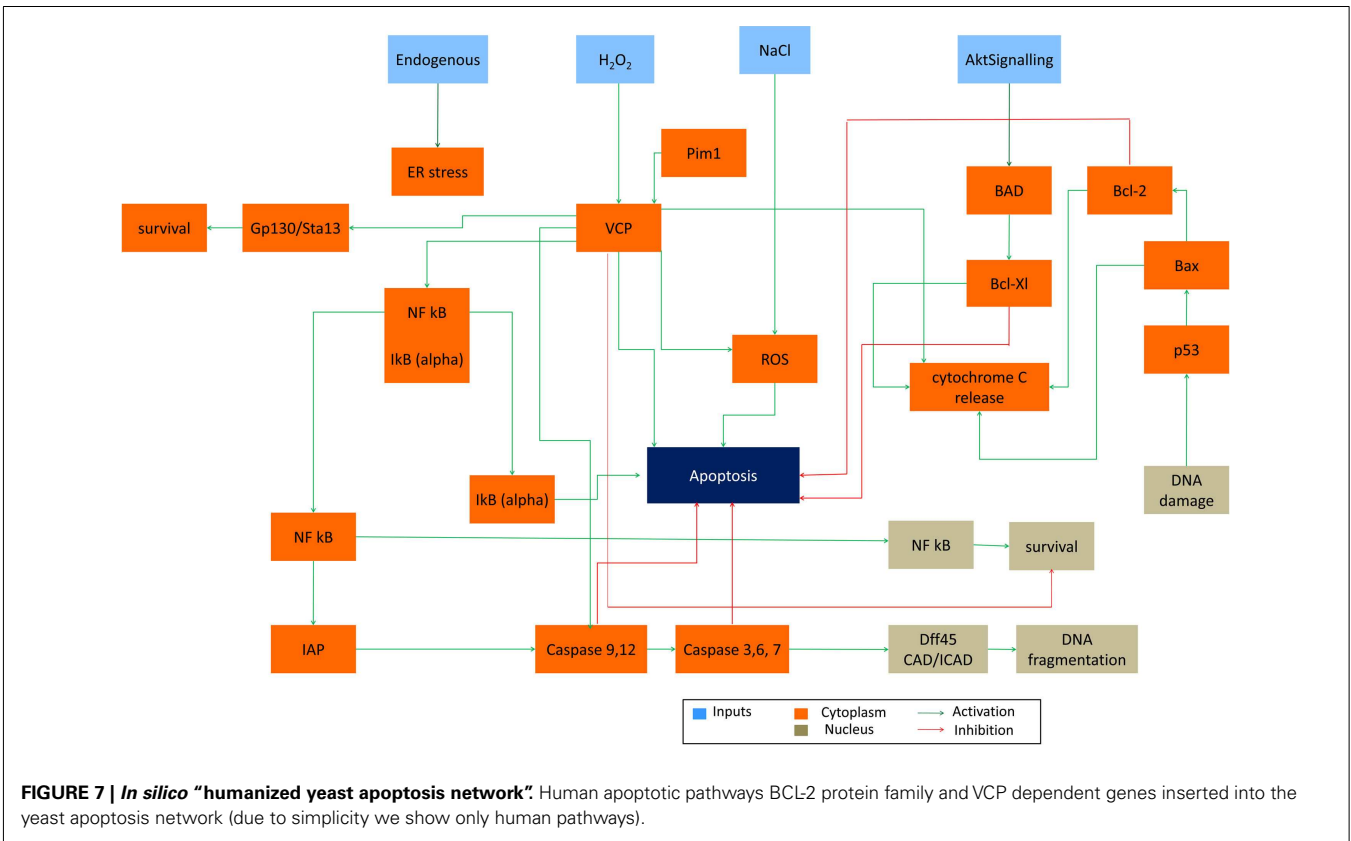 Endogenous
H₂O₂
NaCl
AktSignalling
ER stress
Pim1
BAD
Bcl-2
survival
Gp130/Sta13
VCP
Bax
Bcl-Xl
NF kB
IkB (alpha)
ROS
p53
cytochrome C
release
Apoptosis
IkB (alpha)
DNA
damage
NF kB
NF kB
survival
IAP
Caspase 9,12
Caspase 3,6, 7
Dff45
CAD/ICAD
DNA
fragmentation
Inputs
Cytoplasm
Activation
Nucleus
Inhibition
FIGURE 7 | In silico “humanized yeast apoptosis network”. Human apoptotic pathways BCL-2 protein family and VCP dependent genes inserted into the
yeast apoptosis network (due to simplicity we show only human pathways).